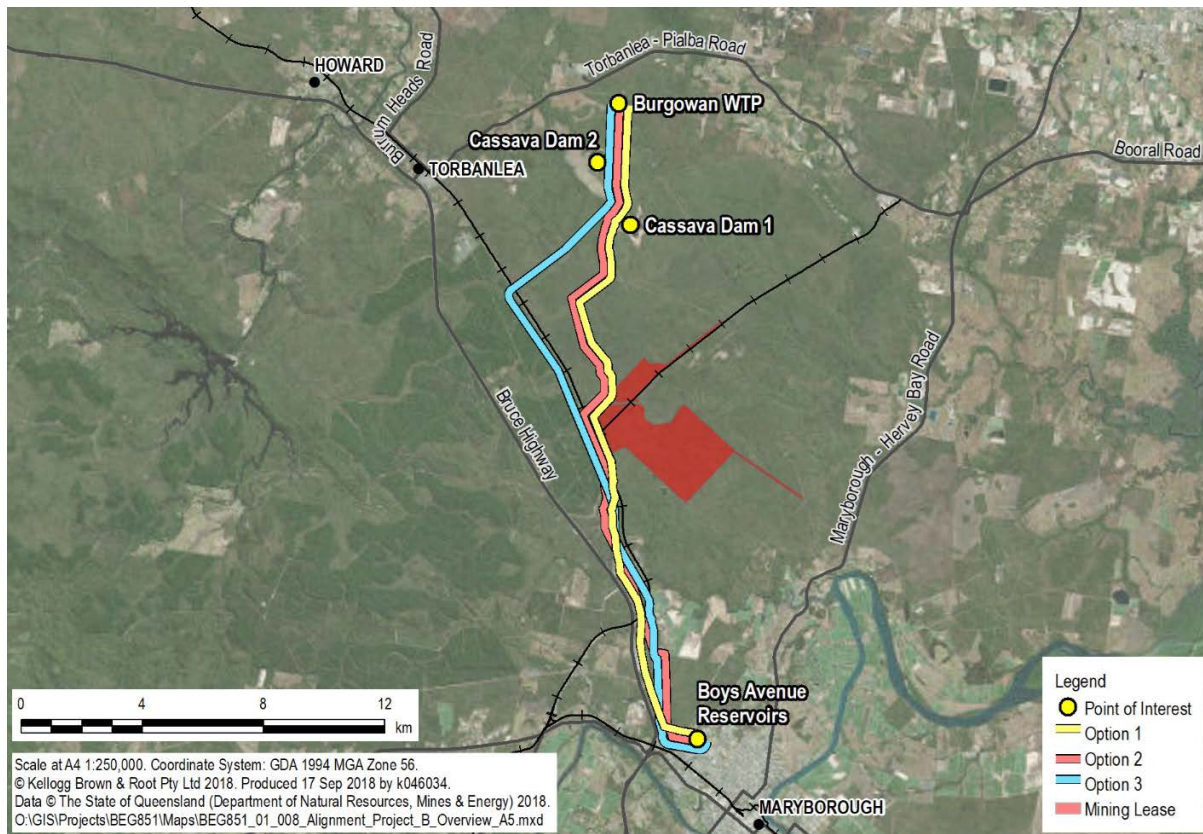 HOWARD
Burrum Heads Road
Torbanlea - Pialba Road
Burgowan WTP
Cassava Dam 2
TORBANLEA
Booral Road
Cassava Dam 1
Bruce Highway
Maryborough - Hervey Bay Road
Boys Avenue
Reservoirs
MARYBOROUGH
0 4 8 12
km
Scale at A4 1:250,000. Coordinate System: GDA 1994 MGA Zone 56.
© Kellogg Brown & Root Pty Ltd 2018. Produced 17 Sep 2018 by k046034.
Data © The State of Queensland (Department of Natural Resources, Mines & Energy) 2018.
O:\GIS\Projects\BEG851\Maps\BEG851_01_008_Alignment_Project_B_Overview_A5.mxd
Legend
Point of Interest
Option 1
Option 2
Option 3
Mining Lease